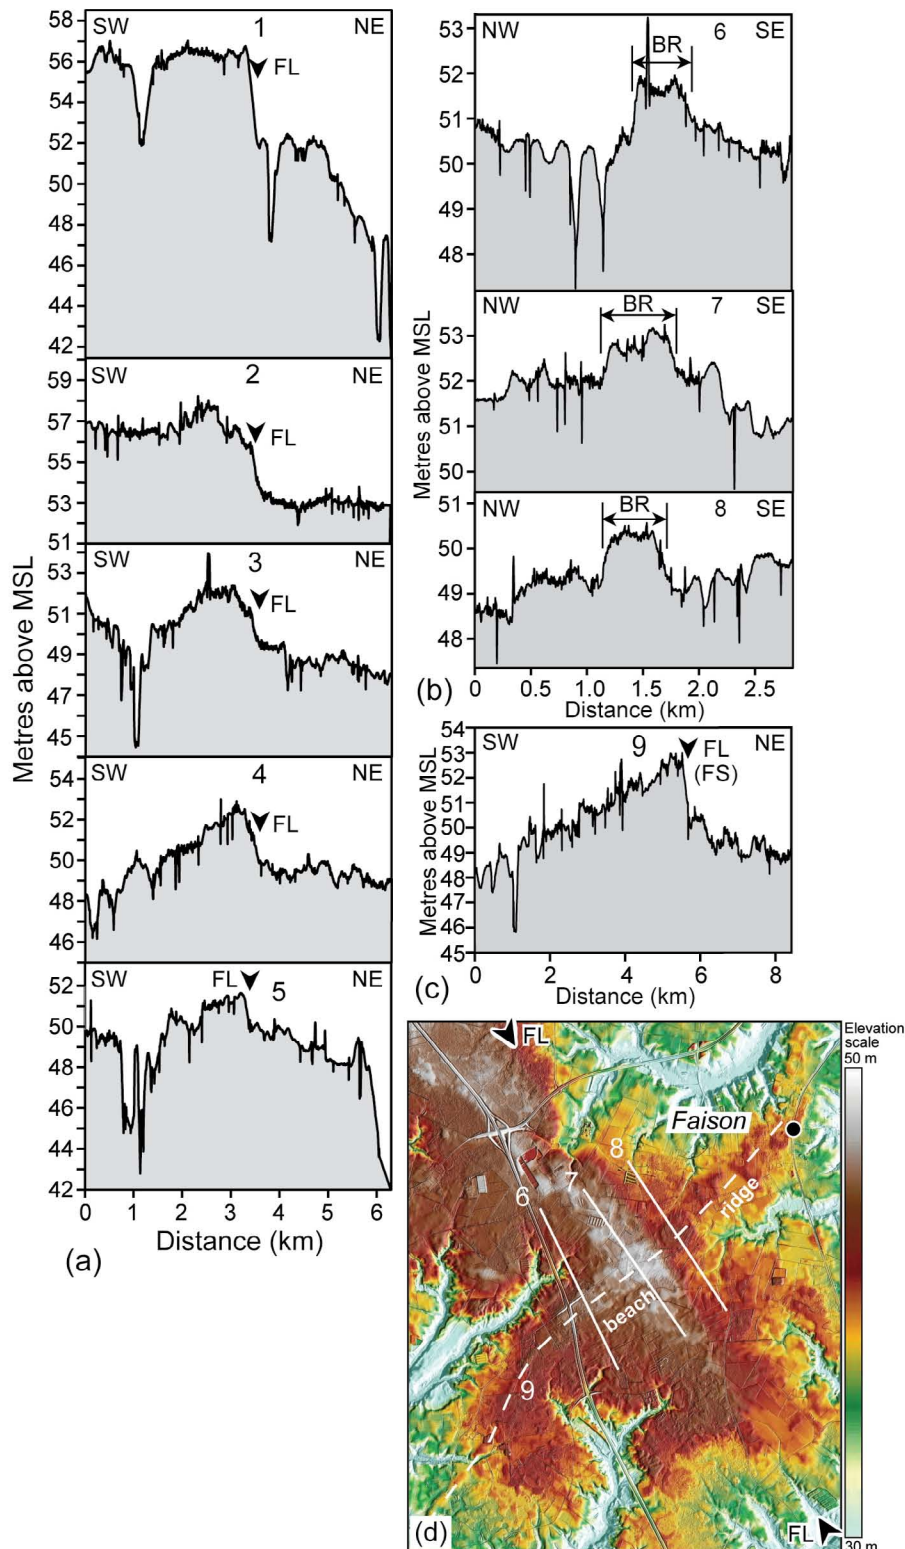 Metres above MSL
SW 1 NE
FL
58
56
54
52
50
48
46
44
42
SW 2 NE
FL
59
57
55
53
51
SW 3 NE
FL
53
51
49
47
45
SW 4 NE
FL
54
52
50
48
46
SW FL 5 NE
52
50
48
46
44
42
0 1 2 3 4 5 6
Distance (km)
(a)
Metres above MSL
NW BR 6 SE
53
52
51
50
49
48
NW BR 7 SE
53
52
51
50
NW BR 8 SE
51
50
49
48
0 0.5 1.0 1.5 2.0 2.5
(b) Distance (km)
Metres above MSL
SW 9 FL NE
(FS)
54
53
52
51
50
49
48
47
46
45
0 2 4 6 8
(c) Distance (km)
FL
Faison
8
7
6
ridge
beach
9
FL
(d)
Elevation
scale
50 m
30 m